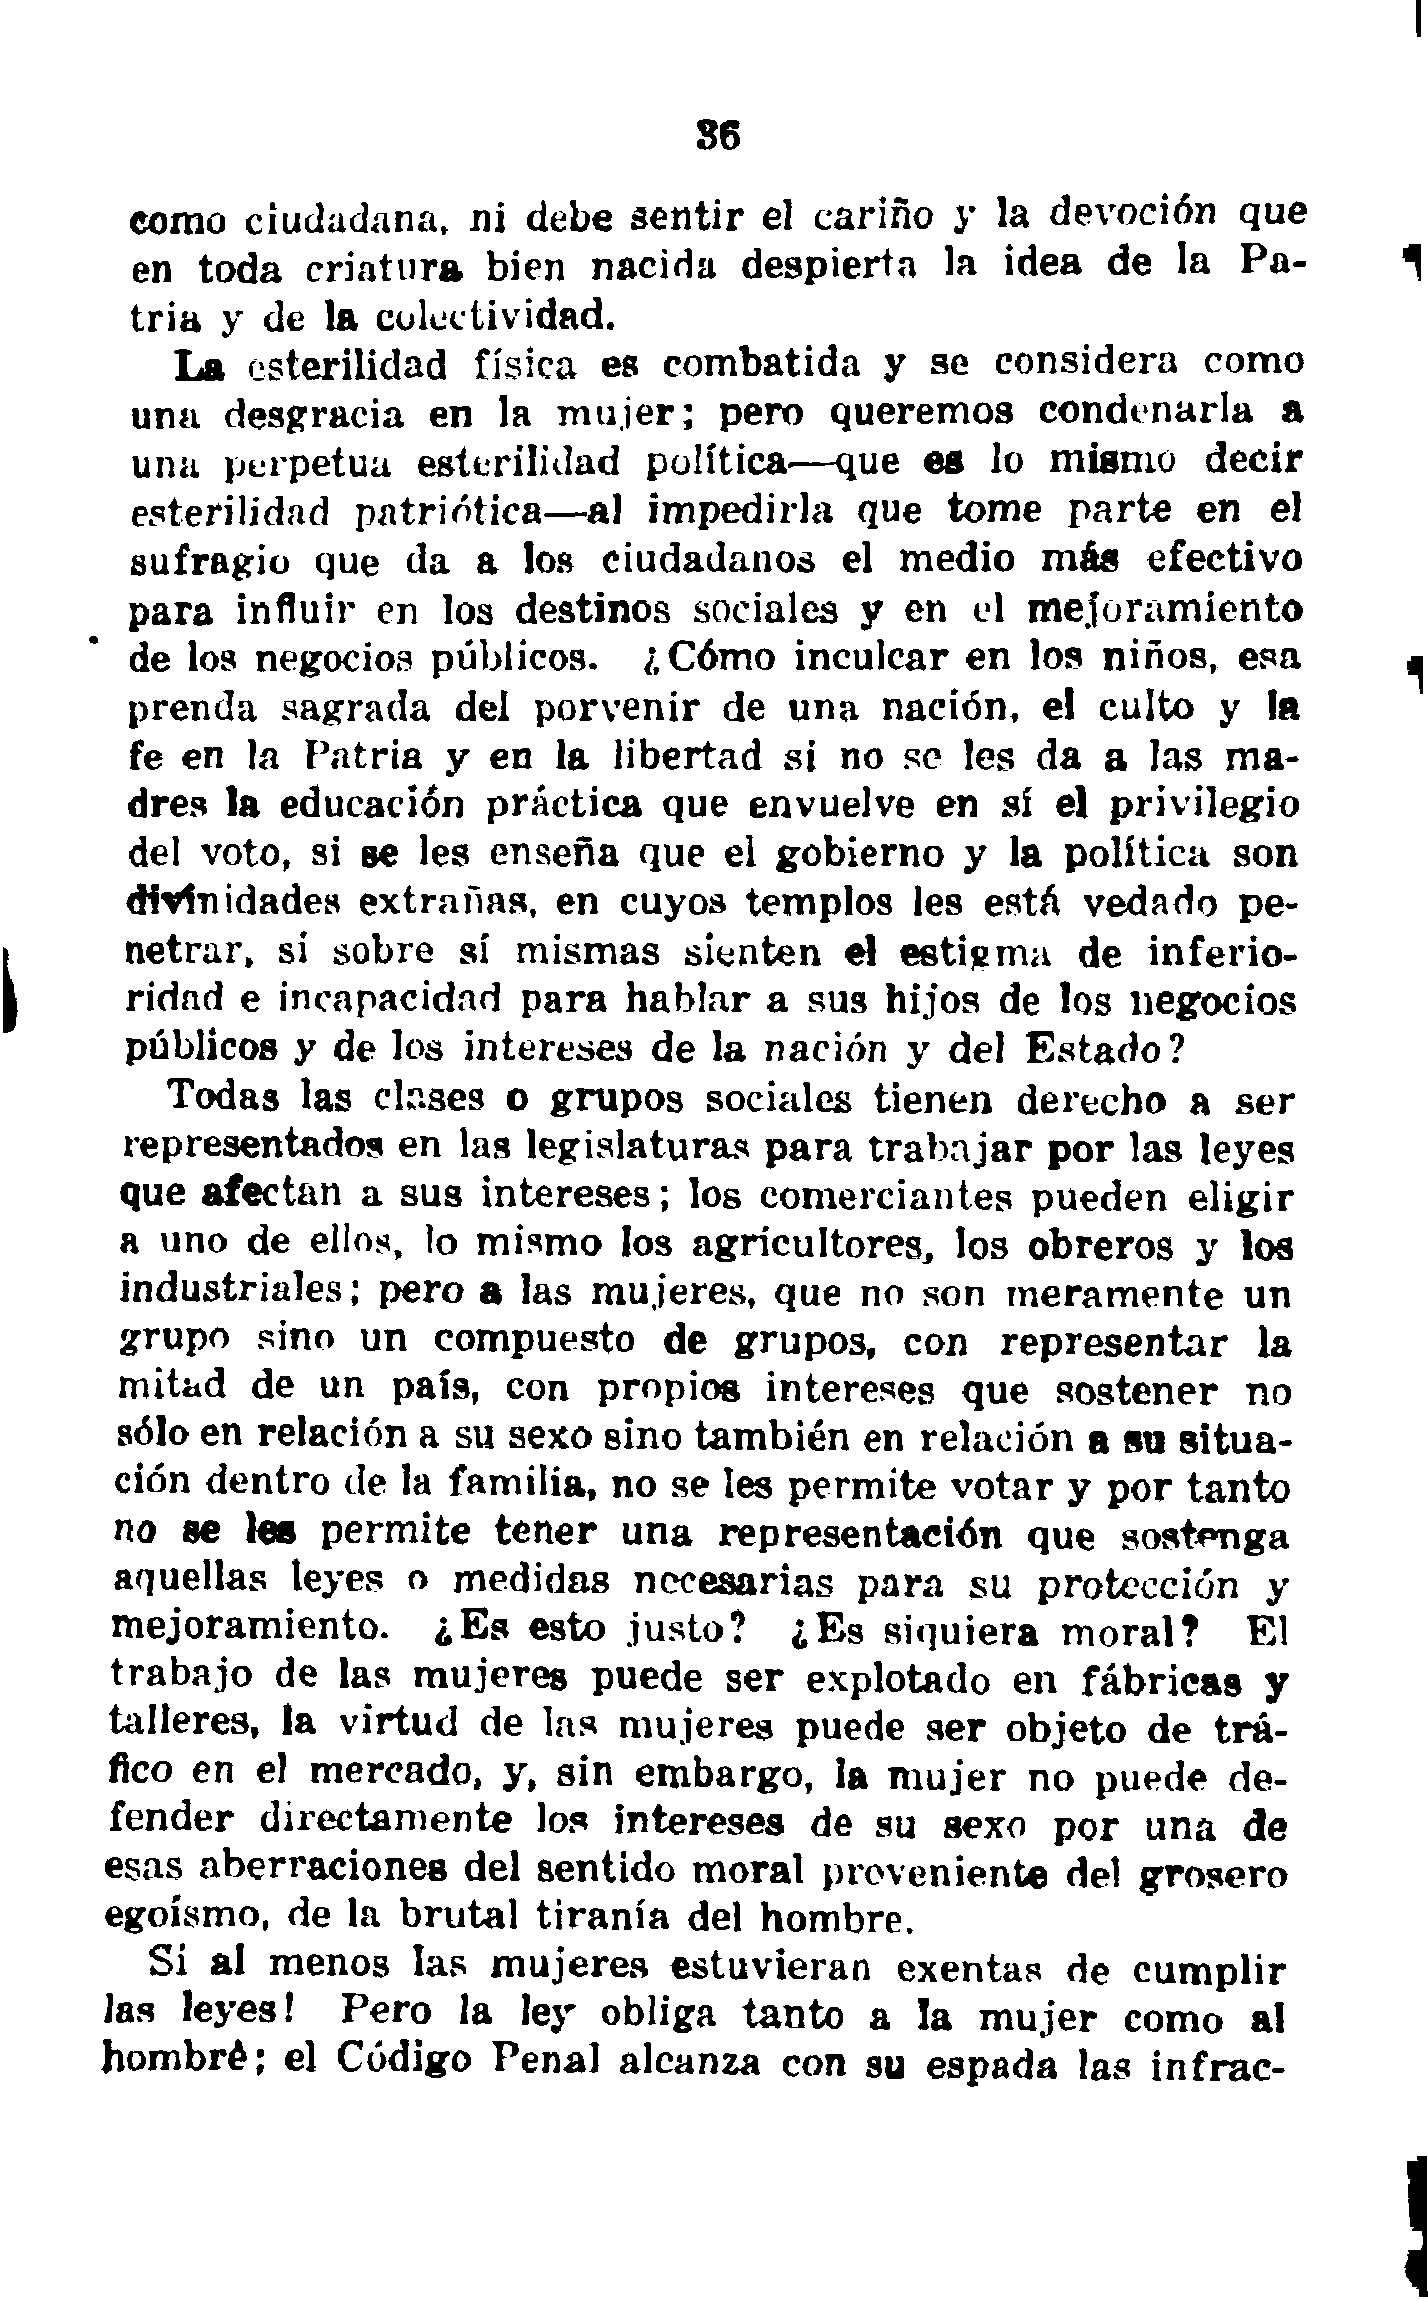 36
como ciudadana, ni debe sentir el cariño y la devoción que
en toda criatura bien nacida despierta la idea de la Pa-
tria y de la colectividad.
La esterilidad física es combatida y se considera como
una desgracia en la mujer; pero queremos condenarla a
una perpetua esterilidad política—que es lo mismo decir
esterilidad patriótica—al impedirla que tome parte en el
sufragio que da a los ciudadanos el medio más efectivo
para influir en los destinos sociales y en el mejoramiento
de los negocios públicos. ¿Cómo inculcar en los niños, esa
prenda sagrada del porvenir de una nación, el culto y la
fe en la Patria y en la libertad si no se les da a las ma-
dres la educación práctica que envuelve en sí el privilegio
del voto, si se les enseña que el gobierno y la política son
divinidades extrañas, en cuyos templos les está vedado pe-
netrar, si sobre sí mismas sienten el estigma de inferio-
ridad e incapacidad para hablar a sus hijos de los negocios
públicos y de los intereses de la nación y del Estado?
Todas las clases o grupos sociales tienen derecho a ser
representados en las legislaturas para trabajar por las leyes
que afectan a sus intereses; los comerciantes pueden eligir
a uno de ellos, lo mismo los agricultores, los obreros y los
industriales; pero a las mujeres, que no son meramente un
grupo sino un compuesto de grupos, con representar la
mitad de un país, con propios intereses que sostener no
sólo en relación a su sexo sino también en relación a su situa-
ción dentro de la familia, no se les permite votar y por tanto
no se les permite tener una representación que sostenga
aquellas leyes o medidas necesarias para su protección y
mejoramiento. ¿Es esto justo? ¿Es siquiera moral? El
trabajo de las mujeres puede ser explotado en fábricas y
talleres, la virtud de las mujeres puede ser objeto de trá-
fico en el mercado, y, sin embargo, la mujer no puede de-
fender directamente los intereses de su sexo por una de
esas aberraciones del sentido moral proveniente del grosero
egoísmo, de la brutal tiranía del hombre.
Si al menos las mujeres estuvieran exentas de cumplir
las leyes! Pero la ley obliga tanto a la mujer como al
hombre; el Código Penal alcanza con su espada las infrac-